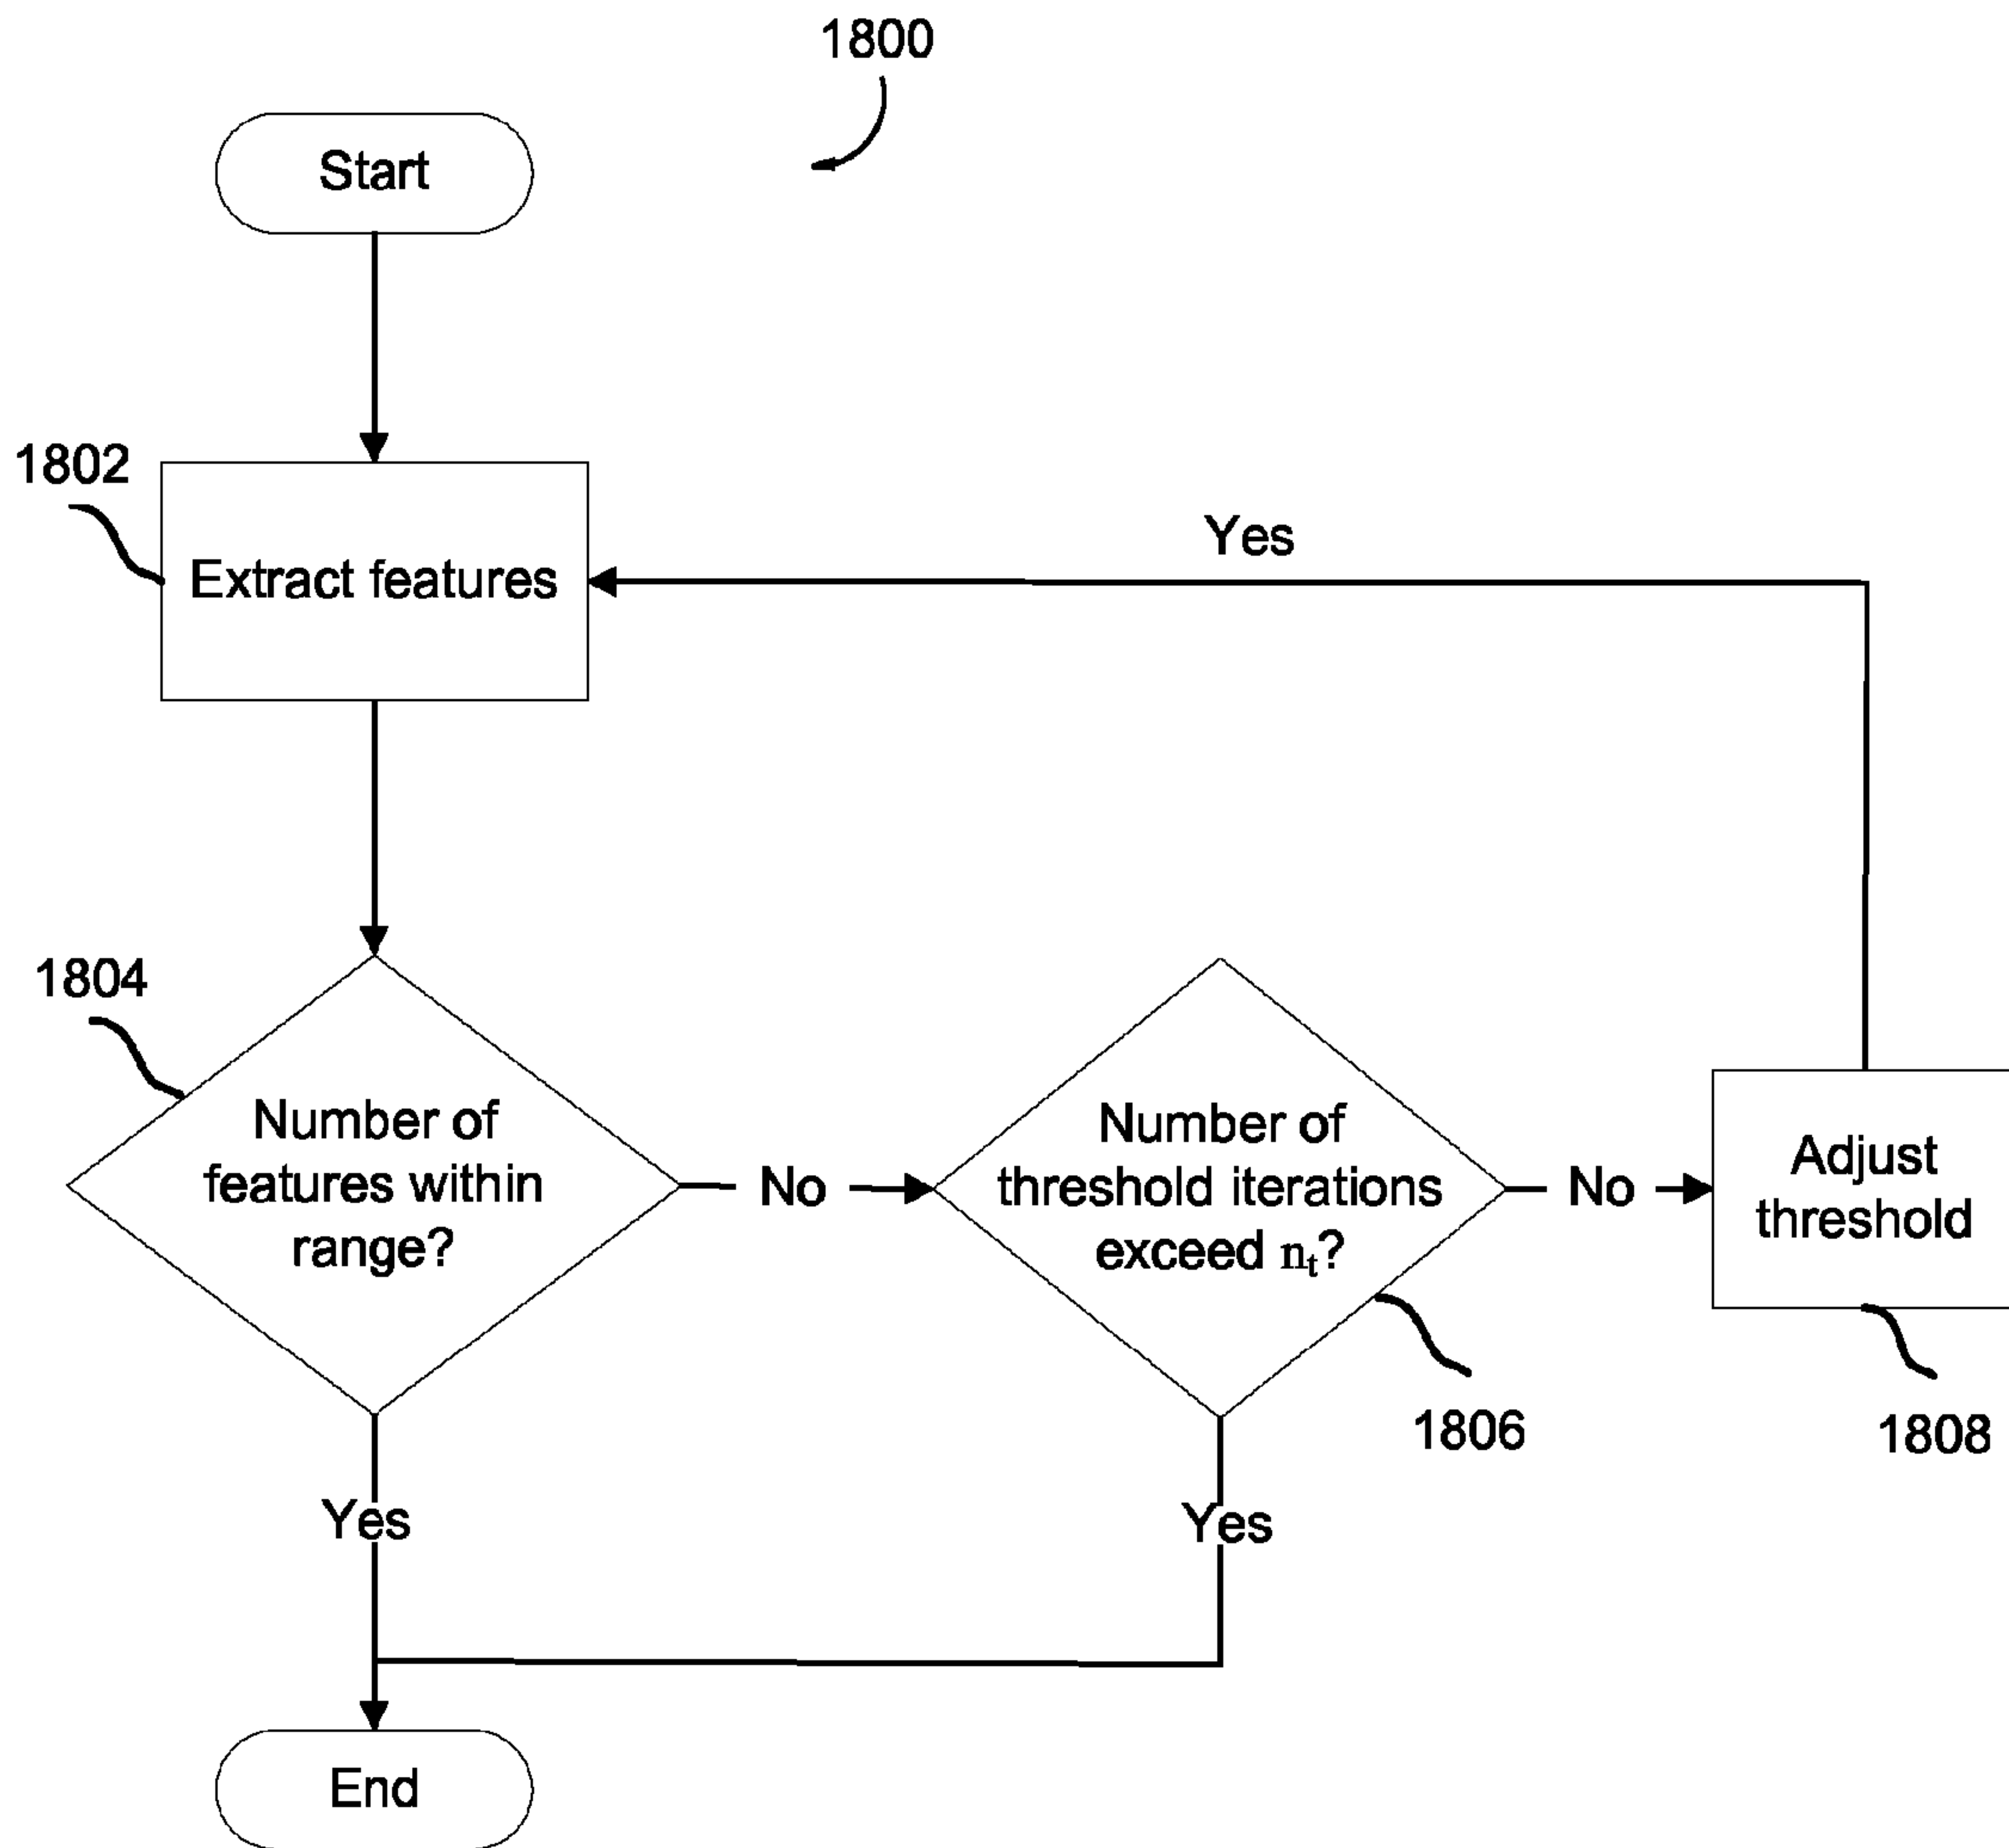 1800
Start
1802
Extract features
Yes
1804
Number of
features within
range?
No
Number of
threshold iterations
exceed nₜ?
No
Adjust
threshold
1806
1808
Yes
Yes
End